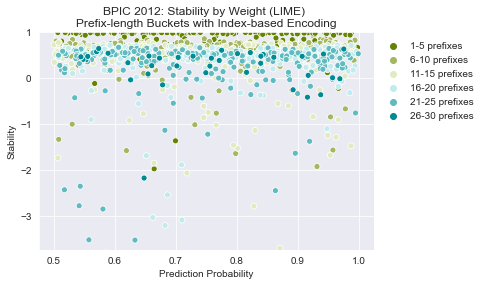 BPIC 2012: Stability by Weight (LIME)
Prefix-length Buckets with Index-based Encoding
1
0
−1
−2
−3
Stability
0.5 0.6 0.7 0.8 0.9 1.0
Prediction Probability
1-5 prefixes
6-10 prefixes
11-15 prefixes
16-20 prefixes
21-25 prefixes
26-30 prefixes